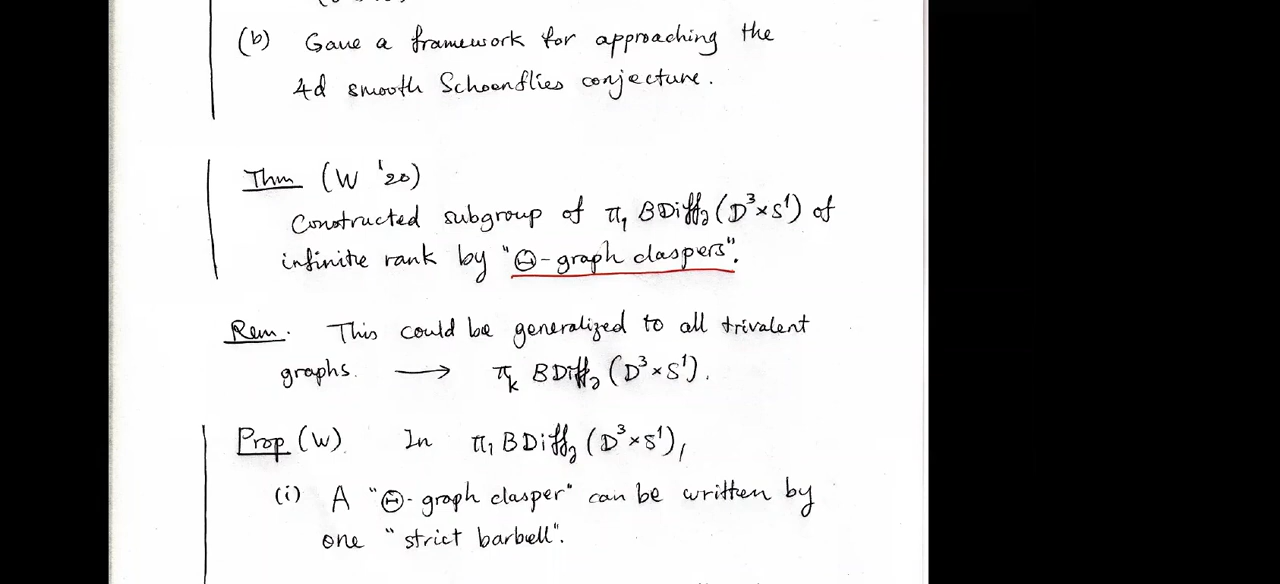 (b) Gave a framework for approaching the
4d smooth Schoenflies conjecture.
Thm (W '20)
Constructed subgroup of π₁ BDiff∂(D³×S¹) of
infinite rank by "Θ-graph claspers".
Rem. This could be generalized to all trivalent
graphs. ⟶ πₖ BDiff∂(D³×S¹).
Prop (W). In π₁ BDiff∂(D³×S¹),
(i) A "Θ-graph clasper" can be written by
one "strict barbell".